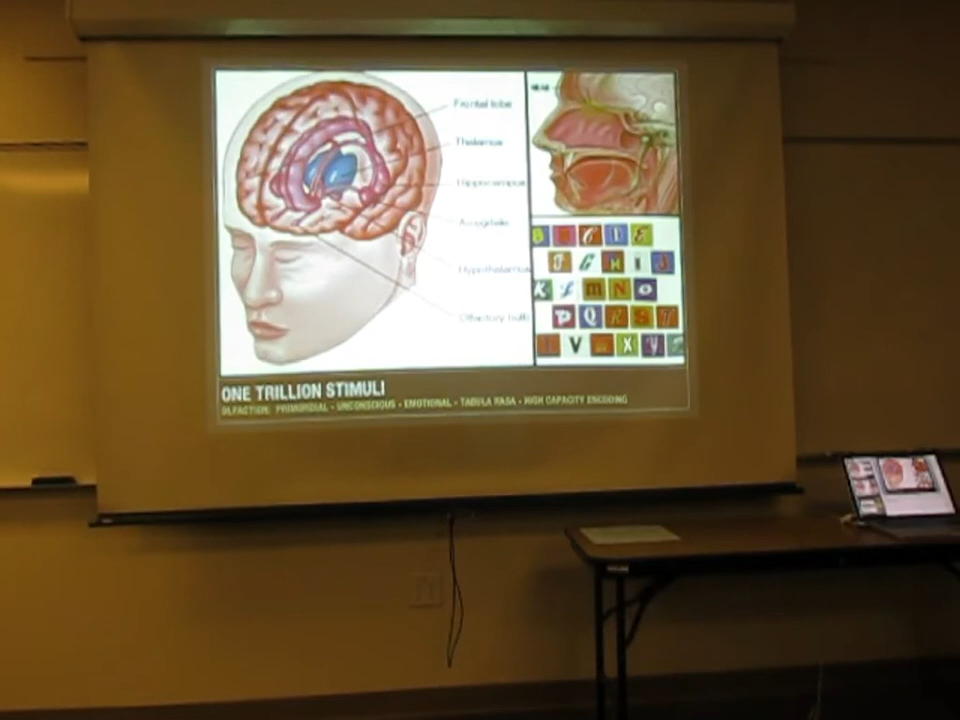 Frontal lobe
Thalamus
Hippocampus
Amygdala
Hypothalamus
Olfactory bulb
B C D E
F G H I J
K L M N O
P Q R S T
V X Y
ONE TRILLION STIMULI
OLFACTION: PRIMORDIAL - UNCONSCIOUS - EMOTIONAL - TABULA RASA - HIGH CAPACITY ENCODING